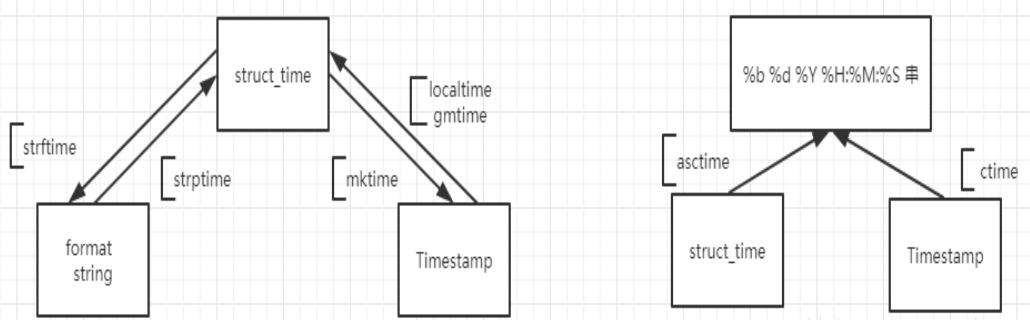 struct_time
localtime
gmtime
strftime
strptime
mktime
format
string
Timestamp
%b %d %Y %H:%M:%S 串
asctime
ctime
struct_time
Timestamp